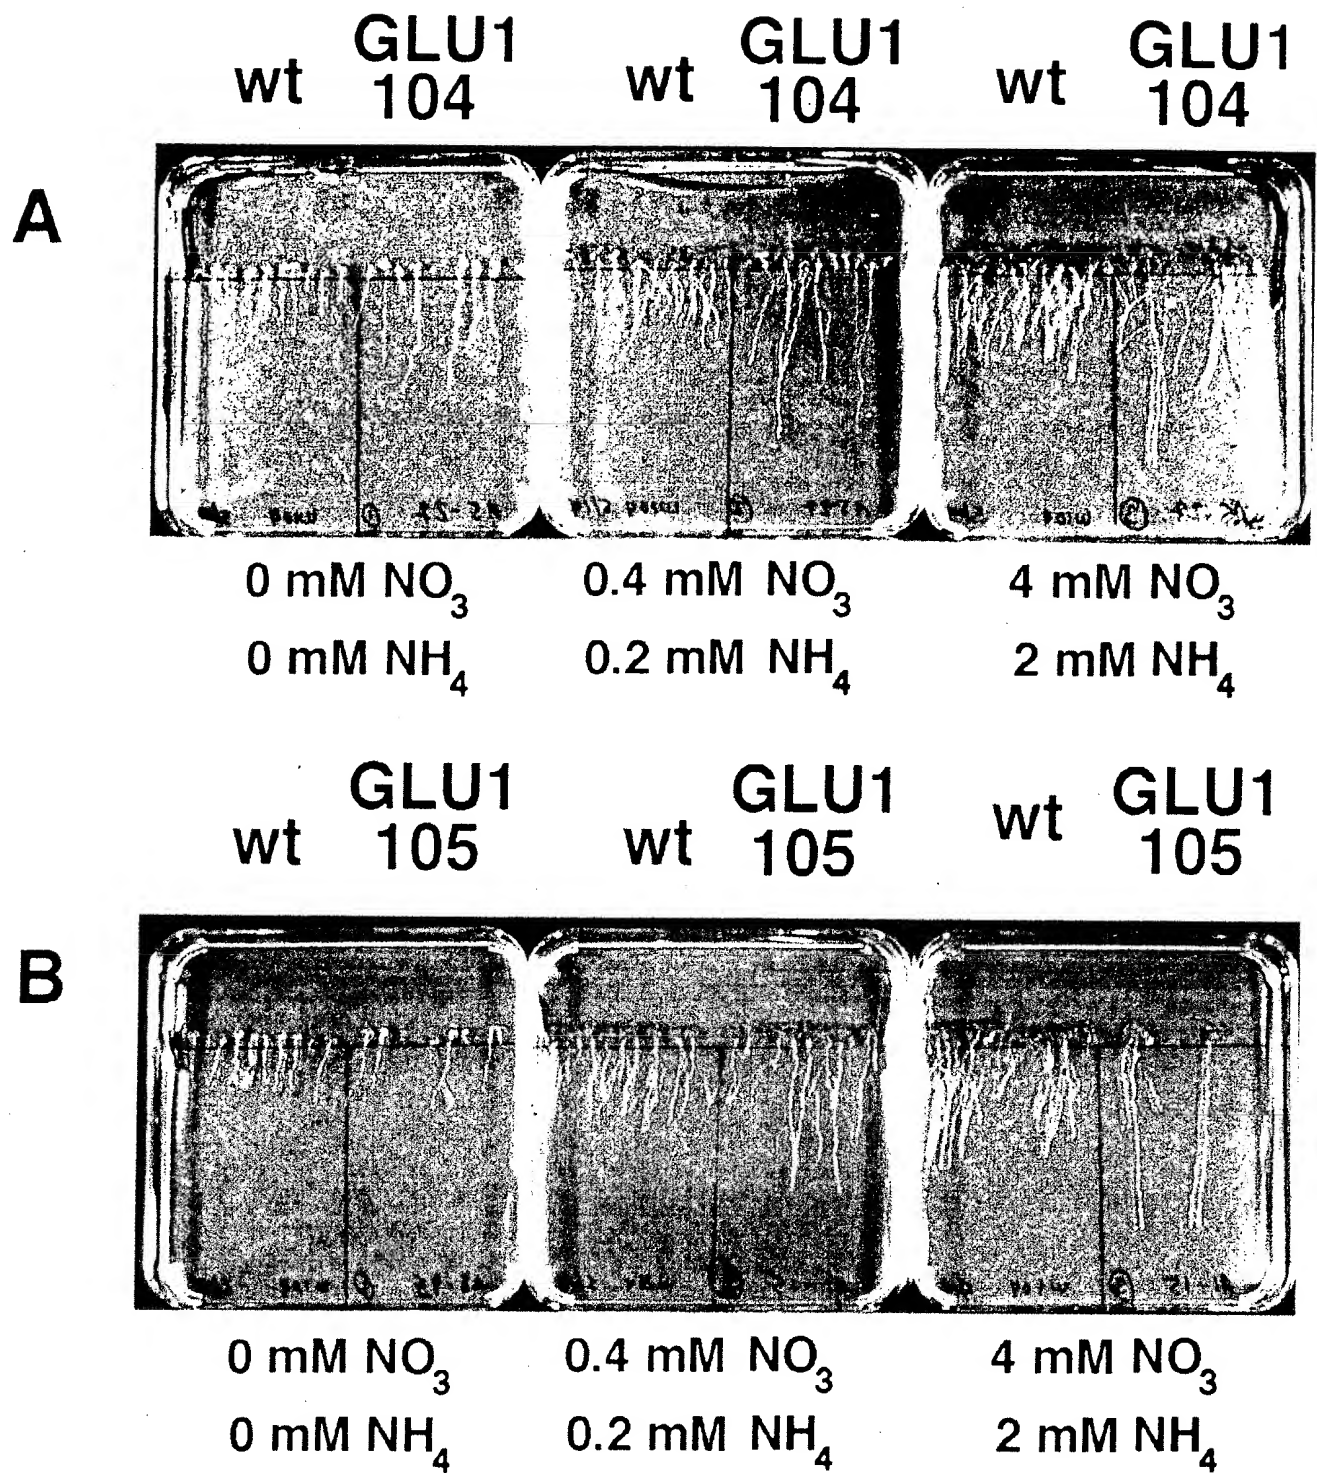 wt GLU1 104 wt GLU1 104 wt GLU1 104
A
0 mM NO3 0.4 mM NO3 4 mM NO3
0 mM NH4 0.2 mM NH4 2 mM NH4
wt GLU1 105 wt GLU1 105 wt GLU1 105
B
0 mM NO3 0.4 mM NO3 4 mM NO3
0 mM NH4 0.2 mM NH4 2 mM NH4